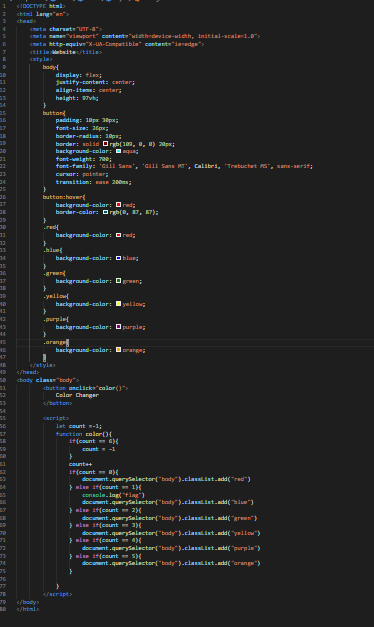 <!DOCTYPE html>
<html lang="en">
<head>
<meta charset="UTF-8">
<meta name="viewport" content="width=device-width, initial-scale=1.0">
<meta http-equiv="X-UA-Compatible" content="ie=edge">
<title>Website</title>
<style>
body{
display: flex;
justify-content: center;
align-items: center;
height: 97vh;
}
button{
padding: 10px 30px;
font-size: 26px;
border-radius: 10px;
border: solid rgb(109, 0, 0) 20px;
background-color: aqua;
font-weight: 700;
font-family: 'Gill Sans', 'Gill Sans MT', Calibri, 'Trebuchet MS', sans-serif;
cursor: pointer;
transition: ease 200ms;
}
button:hover{
background-color: red;
border-color: rgb(0, 87, 87);
}
.red{
background-color: red;
}
.blue{
background-color: blue;
}
.green{
background-color: green;
}
.yellow{
background-color: yellow;
}
.purple{
background-color: purple;
}
.orange{
background-color: orange;
}
</style>
</head>
<body class="body">
<button onclick="color()">
Color Changer
</button>
<script>
let count =-1;
function color(){
if(count == 6){
count = -1
}
count++
if(count == 0){
document.querySelector("body").classList.add("red")
} else if(count == 1){
console.log("flag")
document.querySelector("body").classList.add("blue")
} else if(count == 2){
document.querySelector("body").classList.add("green")
} else if(count == 3){
document.querySelector("body").classList.add("yellow")
} else if(count == 4){
document.querySelector("body").classList.add("purple")
} else if(count == 5){
document.querySelector("body").classList.add("orange")
}
}
</script>
</body>
</html>